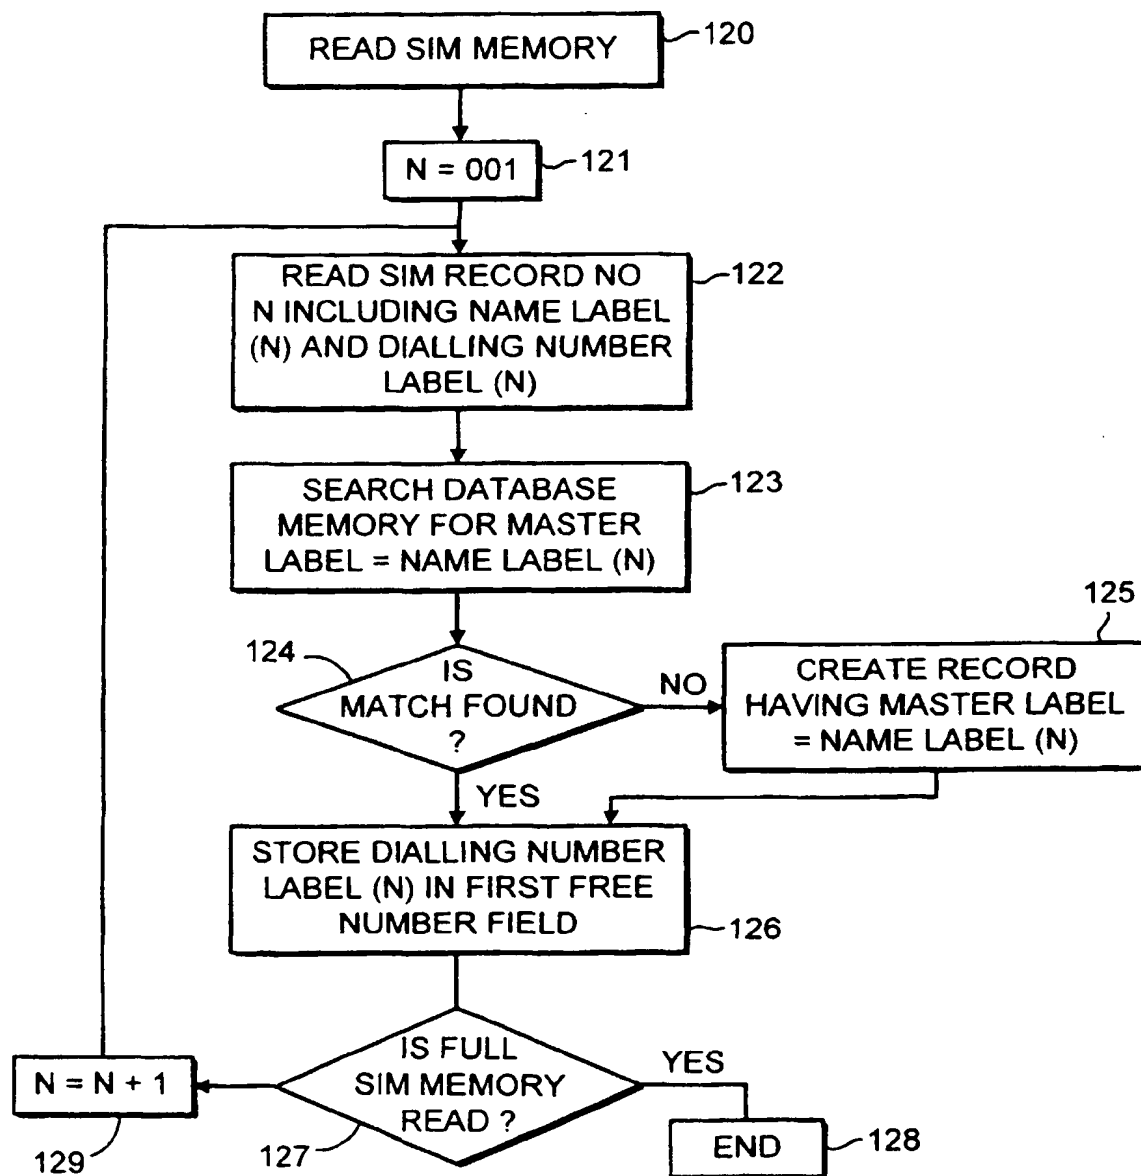 READ SIM MEMORY
120
N = 001
121
READ SIM RECORD NO
N INCLUDING NAME LABEL
(N) AND DIALLING NUMBER
LABEL (N)
122
SEARCH DATABASE
MEMORY FOR MASTER
LABEL = NAME LABEL (N)
123
124
IS
MATCH FOUND
?
NO
YES
125
CREATE RECORD
HAVING MASTER LABEL
= NAME LABEL (N)
STORE DIALLING NUMBER
LABEL (N) IN FIRST FREE
NUMBER FIELD
126
IS FULL
SIM MEMORY
READ ?
127
YES
END
128
N = N + 1
129